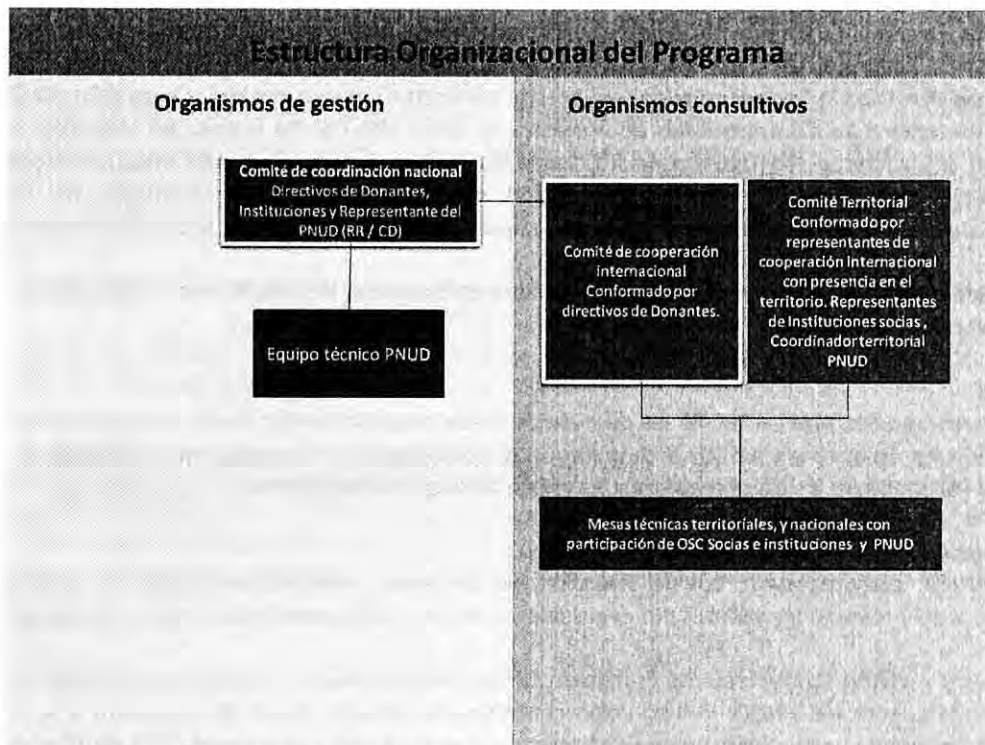 Estructura Organizacional del Programa
Organismos de gestión
Organismos consultivos
Comité de coordinación nacional
Directivos de Donantes,
Instituciones y Representante del
PNUD (RR / CD)
Equipo técnico PNUD
Comité de cooperación
internacional
Conformado por
directivos de Donantes.
Comité Territorial
Conformado por
representantes de
cooperación Internacional
con presencia en el
territorio. Representantes
de Instituciones socias,
Coordinador territorial
PNUD
Mesas técnicas territoriales, y nacionales con
participación de OSC Socias e instituciones y PNUD